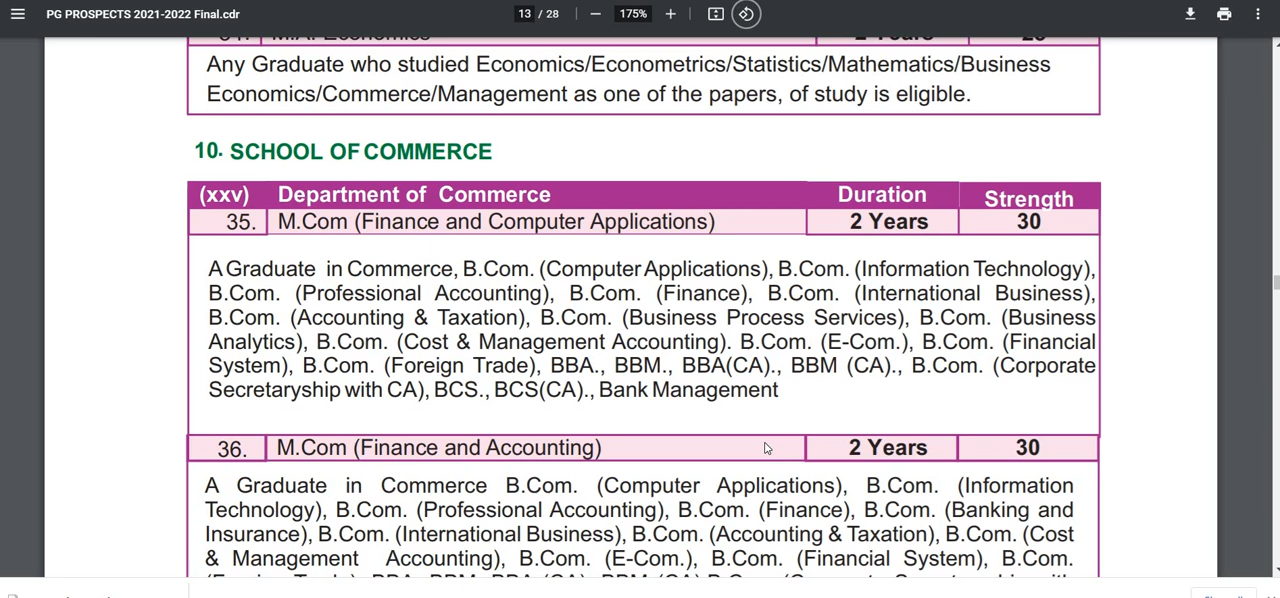 PG PROSPECTS 2021-2022 Final.cdr 13 / 28 175%
M.A. Economics 2 Years
Any Graduate who studied Economics/Econometrics/Statistics/Mathematics/Business
Economics/Commerce/Management as one of the papers, of study is eligible.
10. SCHOOL OF COMMERCE
(xxv) Department of Commerce Duration Strength
35. M.Com (Finance and Computer Applications) 2 Years 30
A Graduate in Commerce, B.Com. (Computer Applications), B.Com. (Information Technology),
B.Com. (Professional Accounting), B.Com. (Finance), B.Com. (International Business),
B.Com. (Accounting & Taxation), B.Com. (Business Process Services), B.Com. (Business
Analytics), B.Com. (Cost & Management Accounting). B.Com. (E-Com.), B.Com. (Financial
System), B.Com. (Foreign Trade), BBA., BBM., BBA(CA)., BBM (CA)., B.Com. (Corporate
Secretaryship with CA), BCS., BCS(CA)., Bank Management
36. M.Com (Finance and Accounting) 2 Years 30
A Graduate in Commerce B.Com. (Computer Applications), B.Com. (Information
Technology), B.Com. (Professional Accounting), B.Com. (Finance), B.Com. (Banking and
Insurance), B.Com. (International Business), B.Com. (Accounting & Taxation), B.Com. (Cost
& Management Accounting), B.Com. (E-Com.), B.Com. (Financial System), B.Com.